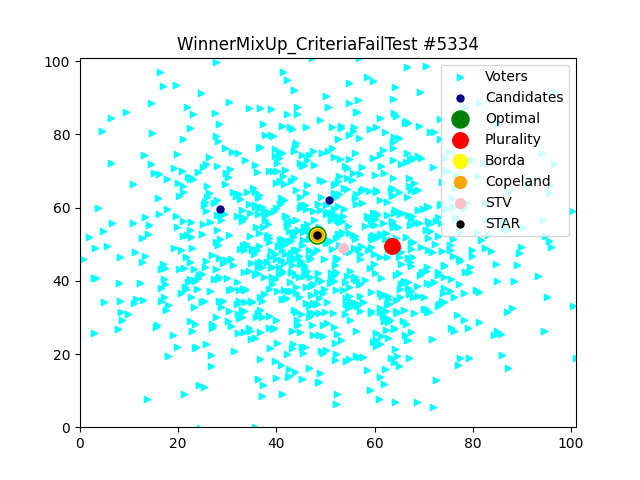 WinnerMixUp_CriteriaFailTest #5334
100
80
60
40
20
0
0 20 40 60 80 100
Voters
Candidates
Optimal
Plurality
Borda
Copeland
STV
STAR